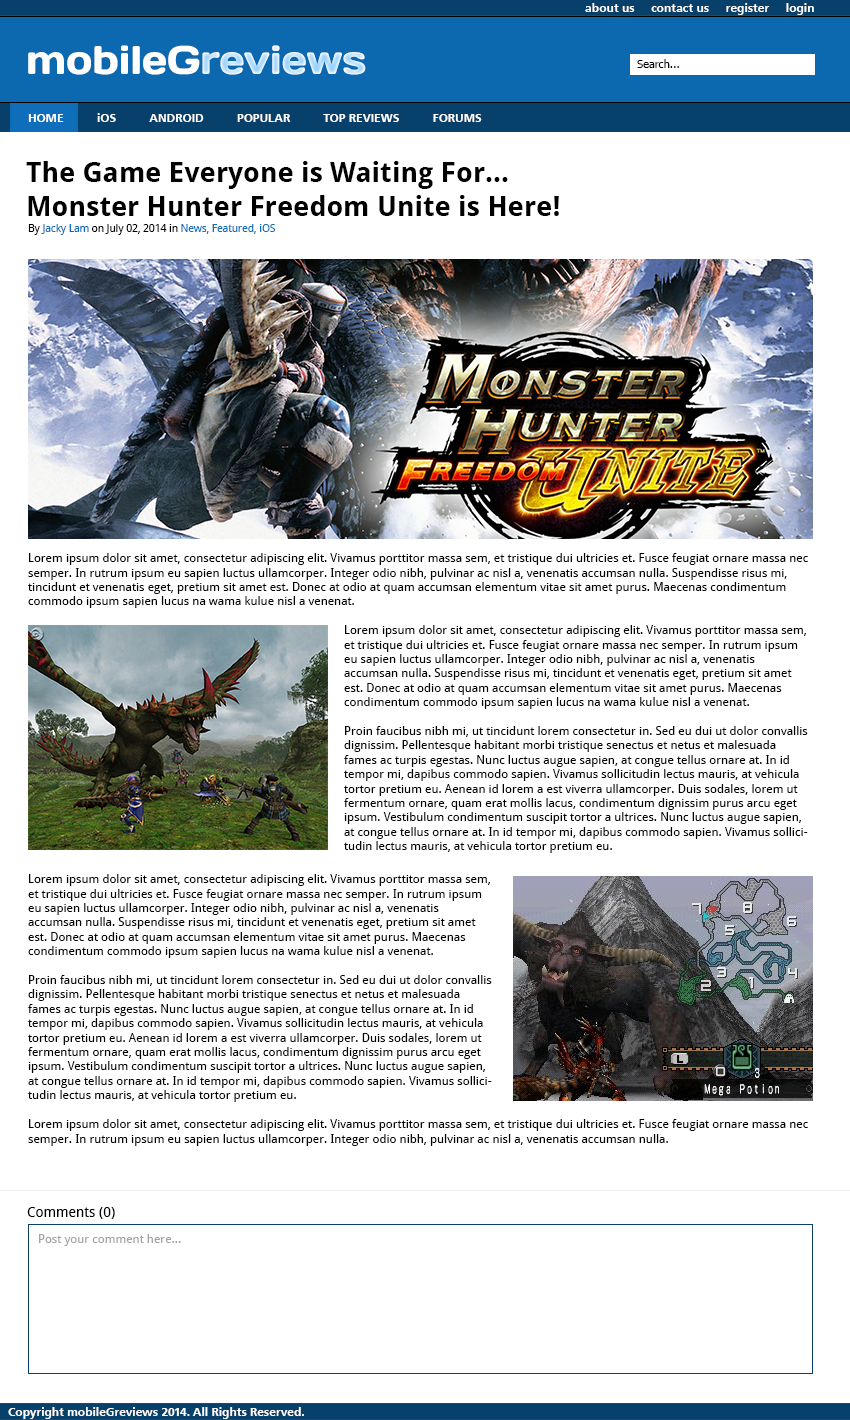 about us contact us register login
mobileGreviews
Search...
HOME iOS ANDROID POPULAR TOP REVIEWS FORUMS
The Game Everyone is Waiting For...
Monster Hunter Freedom Unite is Here!
By Jacky Lam on July 02, 2014 in News, Featured, iOS
MONSTER
HUNTER
FREEDOM UNITE™
Lorem ipsum dolor sit amet, consectetur adipiscing elit. Vivamus porttitor massa sem, et tristique dui ultricies et. Fusce feugiat ornare massa nec
semper. In rutrum ipsum eu sapien luctus ullamcorper. Integer odio nibh, pulvinar ac nisl a, venenatis accumsan nulla. Suspendisse risus mi,
tincidunt et venenatis eget, pretium sit amet est. Donec at odio at quam accumsan elementum vitae sit amet purus. Maecenas condimentum
commodo ipsum sapien lucus na wama kulue nisl a venenat.
©
Lorem ipsum dolor sit amet, consectetur adipiscing elit. Vivamus porttitor massa sem,
et tristique dui ultricies et. Fusce feugiat ornare massa nec semper. In rutrum ipsum
eu sapien luctus ullamcorper. Integer odio nibh, pulvinar ac nisl a, venenatis
accumsan nulla. Suspendisse risus mi, tincidunt et venenatis eget, pretium sit amet
est. Donec at odio at quam accumsan elementum vitae sit amet purus. Maecenas
condimentum commodo ipsum sapien lucus na wama kulue nisl a venenat.
Proin faucibus nibh mi, ut tincidunt lorem consectetur in. Sed eu dui ut dolor convallis
dignissim. Pellentesque habitant morbi tristique senectus et netus et malesuada
fames ac turpis egestas. Nunc luctus augue sapien, at congue tellus ornare at. In id
tempor mi, dapibus commodo sapien. Vivamus sollicitudin lectus mauris, at vehicula
tortor pretium eu. Aenean id lorem a est viverra ullamcorper. Duis sodales, lorem ut
fermentum ornare, quam erat mollis lacus, condimentum dignissim purus arcu eget
ipsum. Vestibulum condimentum suscipit tortor a ultrices. Nunc luctus augue sapien,
at congue tellus ornare at. In id tempor mi, dapibus commodo sapien. Vivamus sollici-
tudin lectus mauris, at vehicula tortor pretium eu.
Lorem ipsum dolor sit amet, consectetur adipiscing elit. Vivamus porttitor massa sem,
et tristique dui ultricies et. Fusce feugiat ornare massa nec semper. In rutrum ipsum
eu sapien luctus ullamcorper. Integer odio nibh, pulvinar ac nisl a, venenatis
accumsan nulla. Suspendisse risus mi, tincidunt et venenatis eget, pretium sit amet
est. Donec at odio at quam accumsan elementum vitae sit amet purus. Maecenas
condimentum commodo ipsum sapien lucus na wama kulue nisl a venenat.
Proin faucibus nibh mi, ut tincidunt lorem consectetur in. Sed eu dui ut dolor convallis
dignissim. Pellentesque habitant morbi tristique senectus et netus et malesuada
fames ac turpis egestas. Nunc luctus augue sapien, at congue tellus ornare at. In id
tempor mi, dapibus commodo sapien. Vivamus sollicitudin lectus mauris, at vehicula
tortor pretium eu. Aenean id lorem a est viverra ullamcorper. Duis sodales, lorem ut
fermentum ornare, quam erat mollis lacus, condimentum dignissim purus arcu eget
ipsum. Vestibulum condimentum suscipit tortor a ultrices. Nunc luctus augue sapien,
at congue tellus ornare at. In id tempor mi, dapibus commodo sapien. Vivamus sollici-
tudin lectus mauris, at vehicula tortor pretium eu.
7 8
6
5
3 4
2 1
L
3
Mega Potion
Lorem ipsum dolor sit amet, consectetur adipiscing elit. Vivamus porttitor massa sem, et tristique dui ultricies et. Fusce feugiat ornare massa nec
semper. In rutrum ipsum eu sapien luctus ullamcorper. Integer odio nibh, pulvinar ac nisl a, venenatis accumsan nulla.
Comments (0)
Post your comment here...
Copyright mobileGreviews 2014. All Rights Reserved.